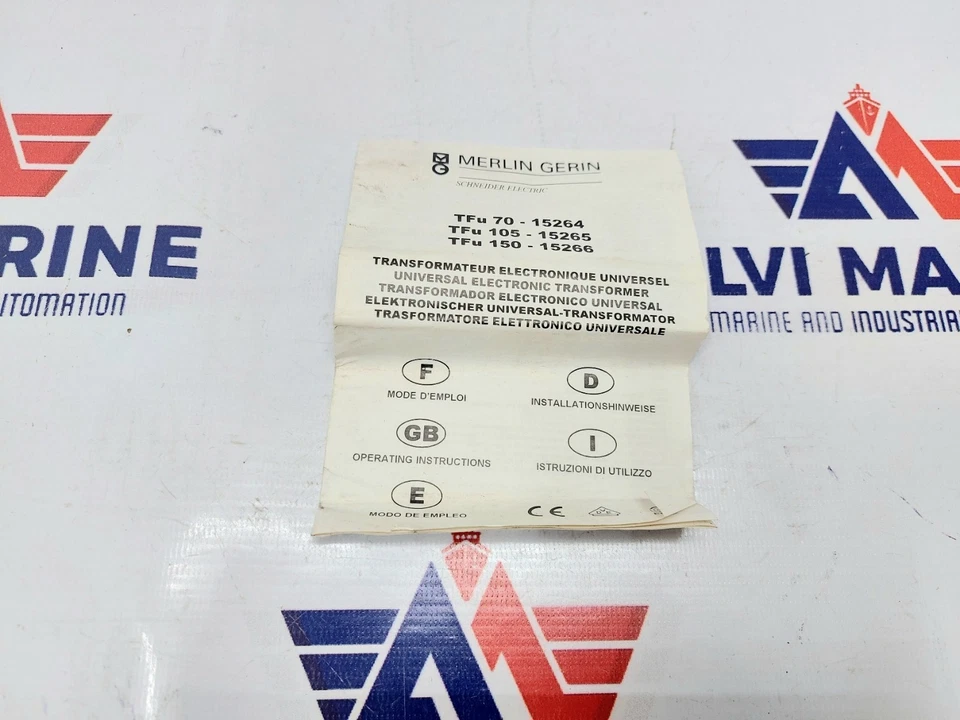 MG
MERLIN GERIN
SCHNEIDER ELECTRIC
TFu 70 - 15264
TFu 105 - 15265
TFu 150 - 15266
TRANSFORMATEUR ELECTRONIQUE UNIVERSEL
UNIVERSAL ELECTRONIC TRANSFORMER
TRANSFORMADOR ELECTRONICO UNIVERSAL
ELEKTRONISCHER UNIVERSAL-TRANSFORMATOR
TRASFORMATORE ELETTRONICO UNIVERSALE
F
MODE D'EMPLOI
GB
OPERATING INSTRUCTIONS
E
MODO DE EMPLEO
D
INSTALLATIONSHINWEISE
I
ISTRUZIONI DI UTILIZZO
CE
RINE
AUTOMATION
LVI MA
MARINE AND INDUSTRIA